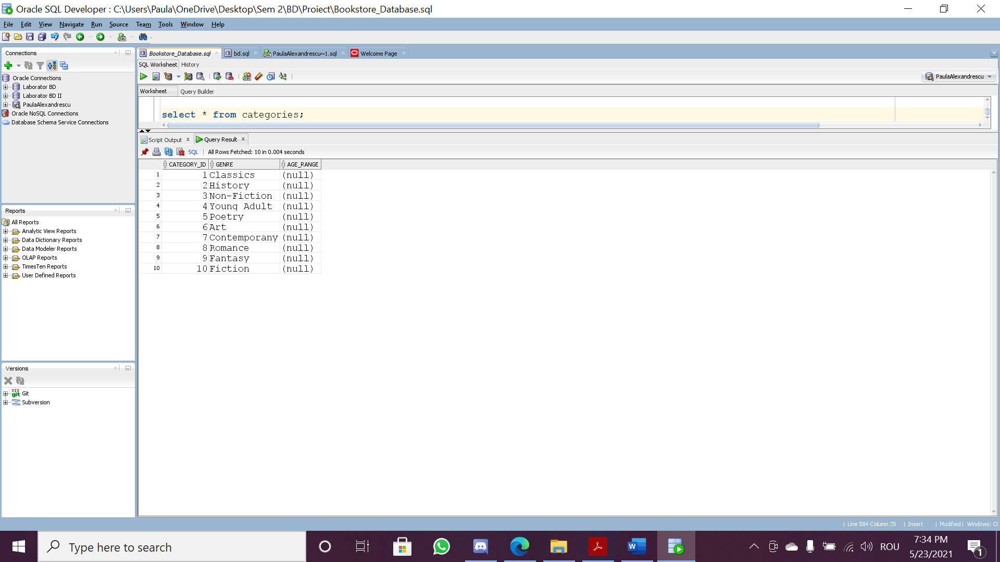 Oracle SQL Developer : C:\Users\Paula\OneDrive\Desktop\Sem 2\BD\Proiect\Bookstore_Database.sql
File Edit View Navigate Run Source Team Tools Window Help
Connections
Oracle Connections
Laborator BD
Laborator BD II
PaulaAlexandrescu
Oracle NoSQL Connections
Database Schema Service Connections
Reports
All Reports
Analytic View Reports
Data Dictionary Reports
Data Modeler Reports
OLAP Reports
TimesTen Reports
User Defined Reports
Versions
Git
Subversion
Bookstore_Database.sql bd.sql PaulaAlexandrescu~1.sql Welcome Page
SQL Worksheet History
PaulaAlexandrescu
Worksheet Query Builder
select * from categories;
Script Output Query Result
SQL All Rows Fetched: 10 in 0.004 seconds
CATEGORY_ID GENRE AGE_RANGE
1 1 Classics (null)
2 2 History (null)
3 3 Non-Fiction (null)
4 4 Young Adult (null)
5 5 Poetry (null)
6 6 Art (null)
7 7 Contemporany (null)
8 8 Romance (null)
9 9 Fantasy (null)
10 10 Fiction (null)
Line 584 Column 25 Insert Modified Windows: Cl
Type here to search
ROU
7:34 PM
5/23/2021
1